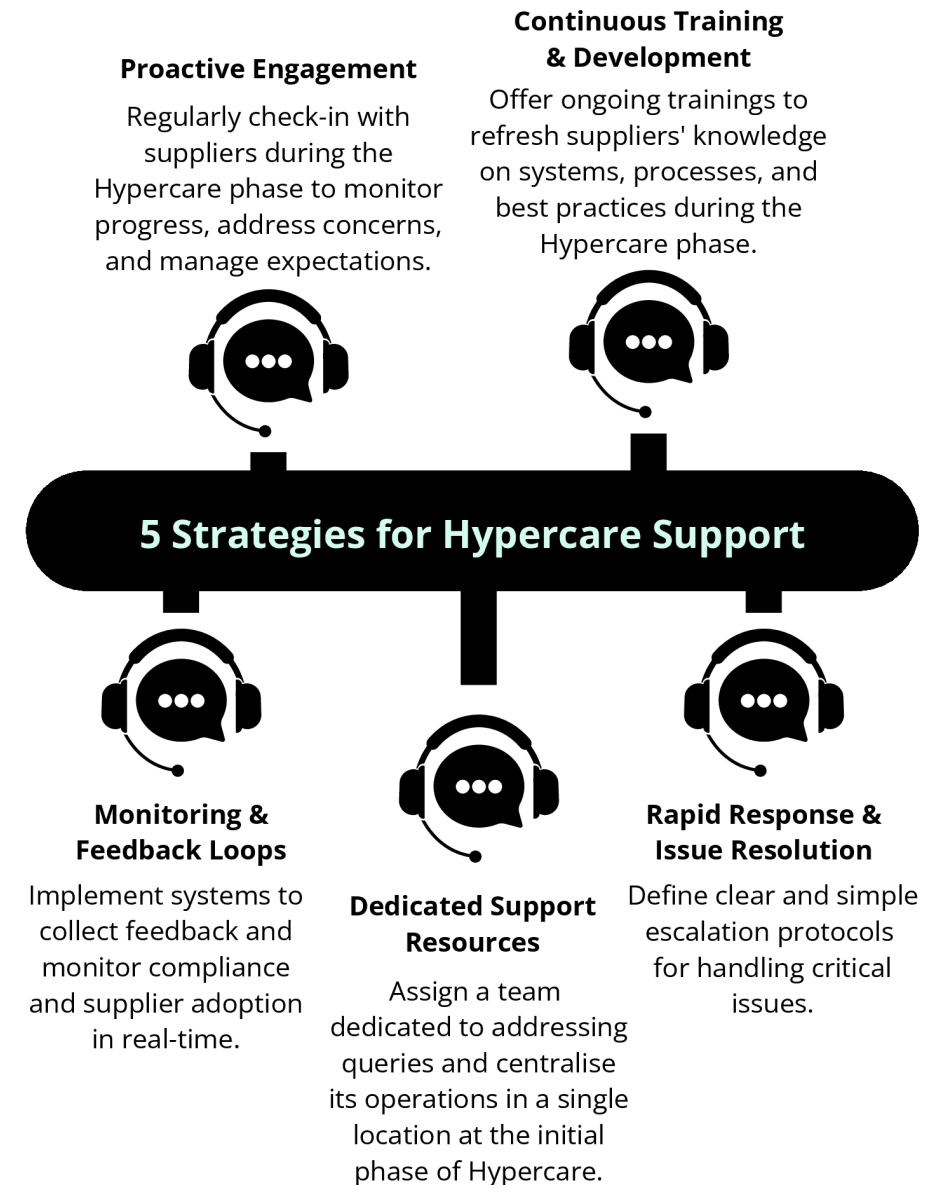 Proactive Engagement
Regularly check-in with
suppliers during the
Hypercare phase to monitor
progress, address concerns,
and manage expectations.
Continuous Training
& Development
Offer ongoing trainings to
refresh suppliers' knowledge
on systems, processes, and
best practices during the
Hypercare phase.
5 Strategies for Hypercare Support
Monitoring &
Feedback Loops
Implement systems to
collect feedback and
monitor compliance
and supplier adoption
in real-time.
Dedicated Support
Resources
Assign a team
dedicated to addressing
queries and centralise
its operations in a single
location at the initial
phase of Hypercare.
Rapid Response &
Issue Resolution
Define clear and simple
escalation protocols
for handling critical
issues.